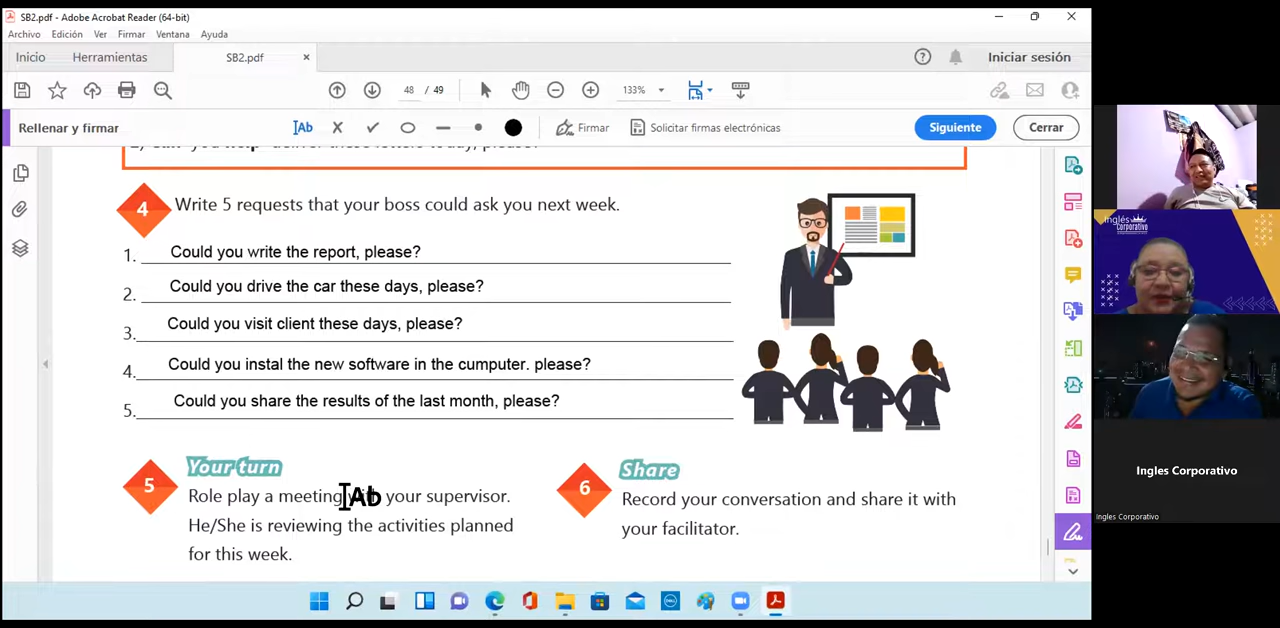 SB2.pdf - Adobe Acrobat Reader (64-bit)
Archivo Edición Ver Firmar Ventana Ayuda
Inicio Herramientas SB2.pdf × Iniciar sesión
48 / 49 133%
Rellenar y firmar Ab Firmar Solicitar firmas electrónicas Siguiente Cerrar
4 Write 5 requests that your boss could ask you next week.
1. Could you write the report, please?
2. Could you drive the car these days, please?
3. Could you visit client these days, please?
4. Could you instal the new software in the cumputer. please?
5. Could you share the results of the last month, please?
5 Your turn
Role play a meeting with your supervisor.
He/She is reviewing the activities planned
for this week.
Ab
6 Share
Record your conversation and share it with
your facilitator.
Inglés
Corporativo
Ingles Corporativo
Ingles Corporativo